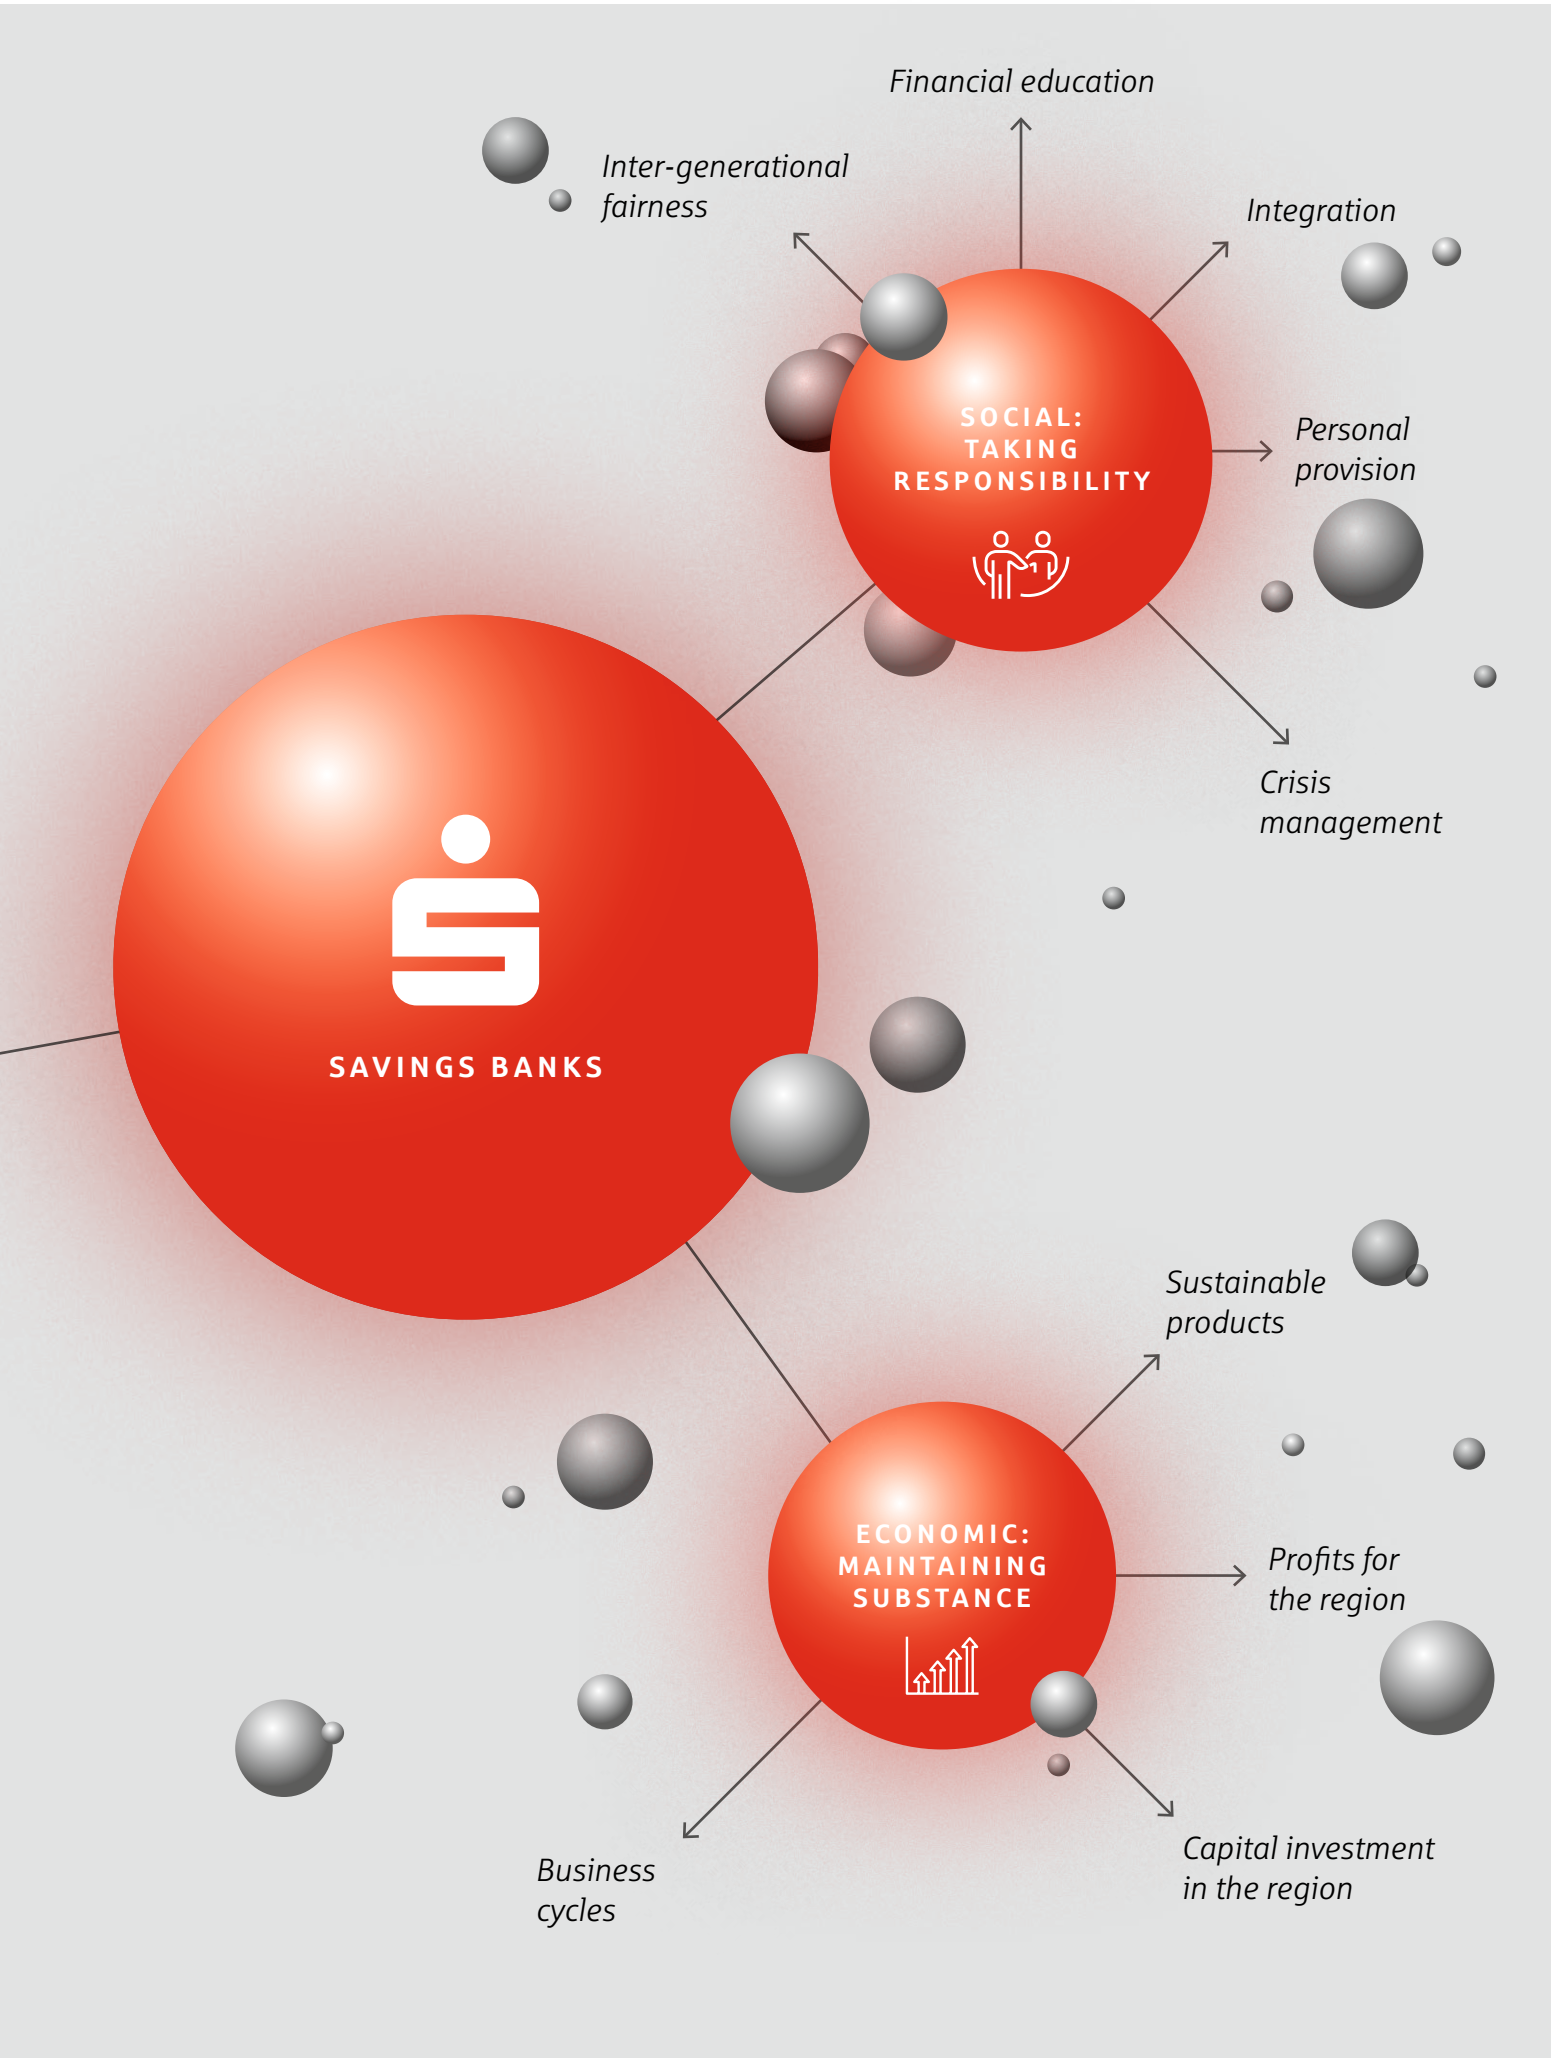 Financial education
Inter-generational
fairness
Integration
SOCIAL:
TAKING
RESPONSIBILITY
Personal
provision
Crisis
management
SAVINGS BANKS
Sustainable
products
ECONOMIC:
MAINTAINING
SUBSTANCE
Profits for
the region
Business
cycles
Capital investment
in the region